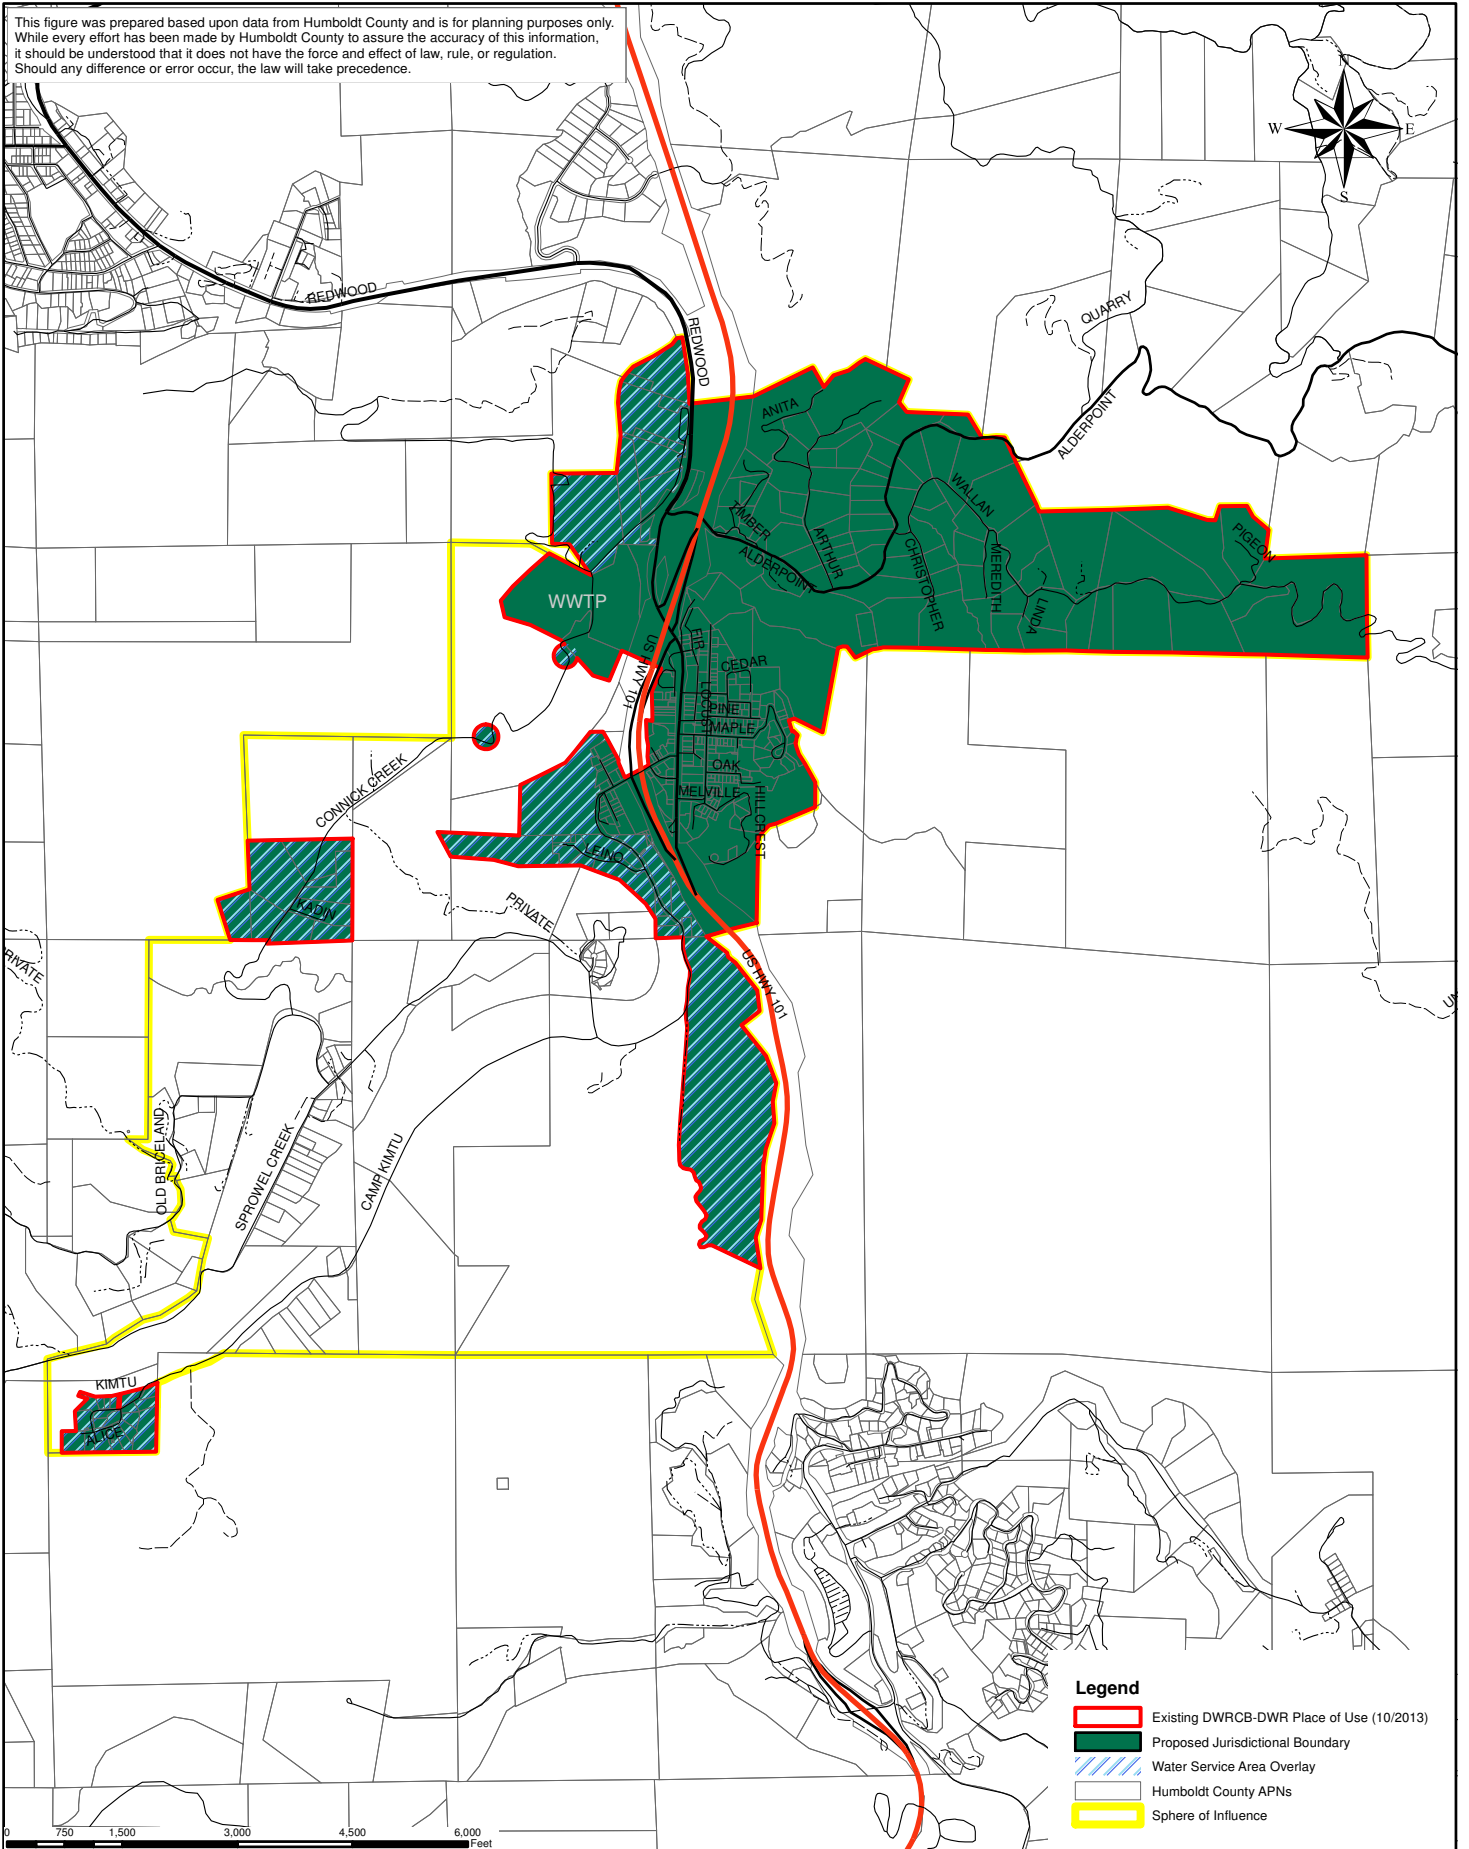 This figure was prepared based upon data from Humboldt County and is for planning purposes only.
While every effort has been made by Humboldt County to assure the accuracy of this information,
it should be understood that it does not have the force and effect of law, rule, or regulation.
Should any difference or error occur, the law will take precedence.
N
W E
S
REDWOOD
REDWOOD
QUARRY
ALDERPOINT
ANITA
WALLAN
TIMBER
ARTHUR
ALDERPOINT
CHRISTOPHER
MEREDITH
LINDA
PIGEON
WWTP
US HWY 101
FIR
CEDAR
LOCUST
PINE
MAPLE
OAK
MELVILLE
HILLCREST
CONNICK CREEK
LEINO
KADIN
PRIVATE
PRIVATE
US HWY 101
UN
OLD BRICELAND
SPROWEL CREEK
CAMP KIMTU
KIMTU
ALICE
Legend
Existing DWRCB-DWR Place of Use (10/2013)
Proposed Jurisdictional Boundary
Water Service Area Overlay
Humboldt County APNs
Sphere of Influence
0 750 1,500 3,000 4,500 6,000
Feet